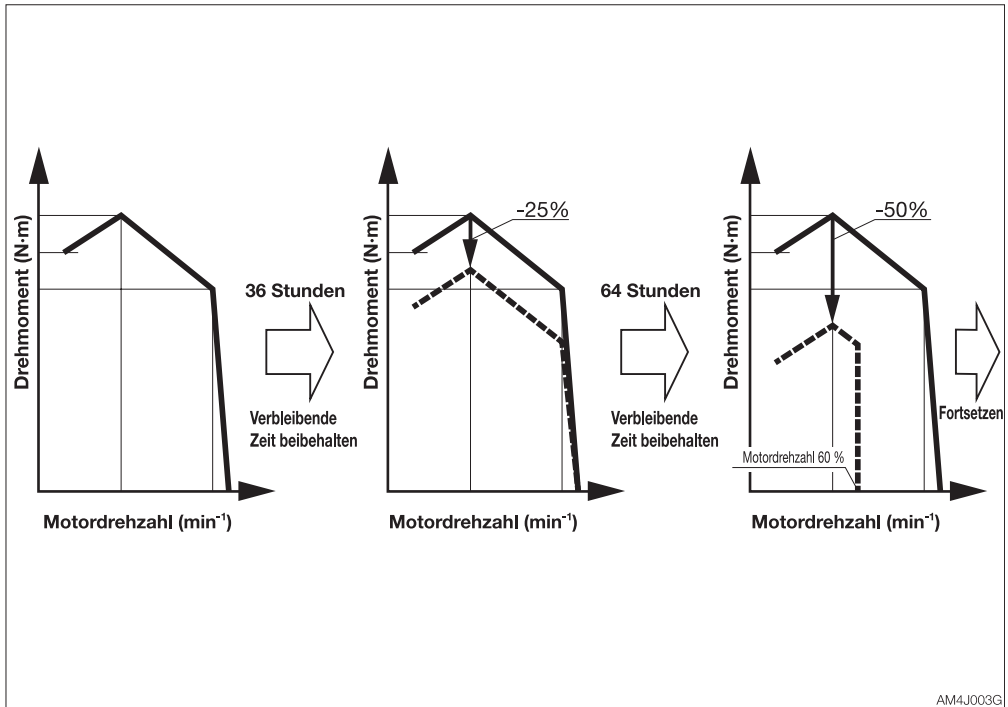 Drehmoment (N·m)
Motordrehzahl (min⁻¹)
36 Stunden
Verbleibende
Zeit beibehalten
Drehmoment (N·m)
-25%
Motordrehzahl (min⁻¹)
64 Stunden
Verbleibende
Zeit beibehalten
Drehmoment (N·m)
-50%
Motordrehzahl 60 %
Motordrehzahl (min⁻¹)
Fortsetzen
AM4J003G